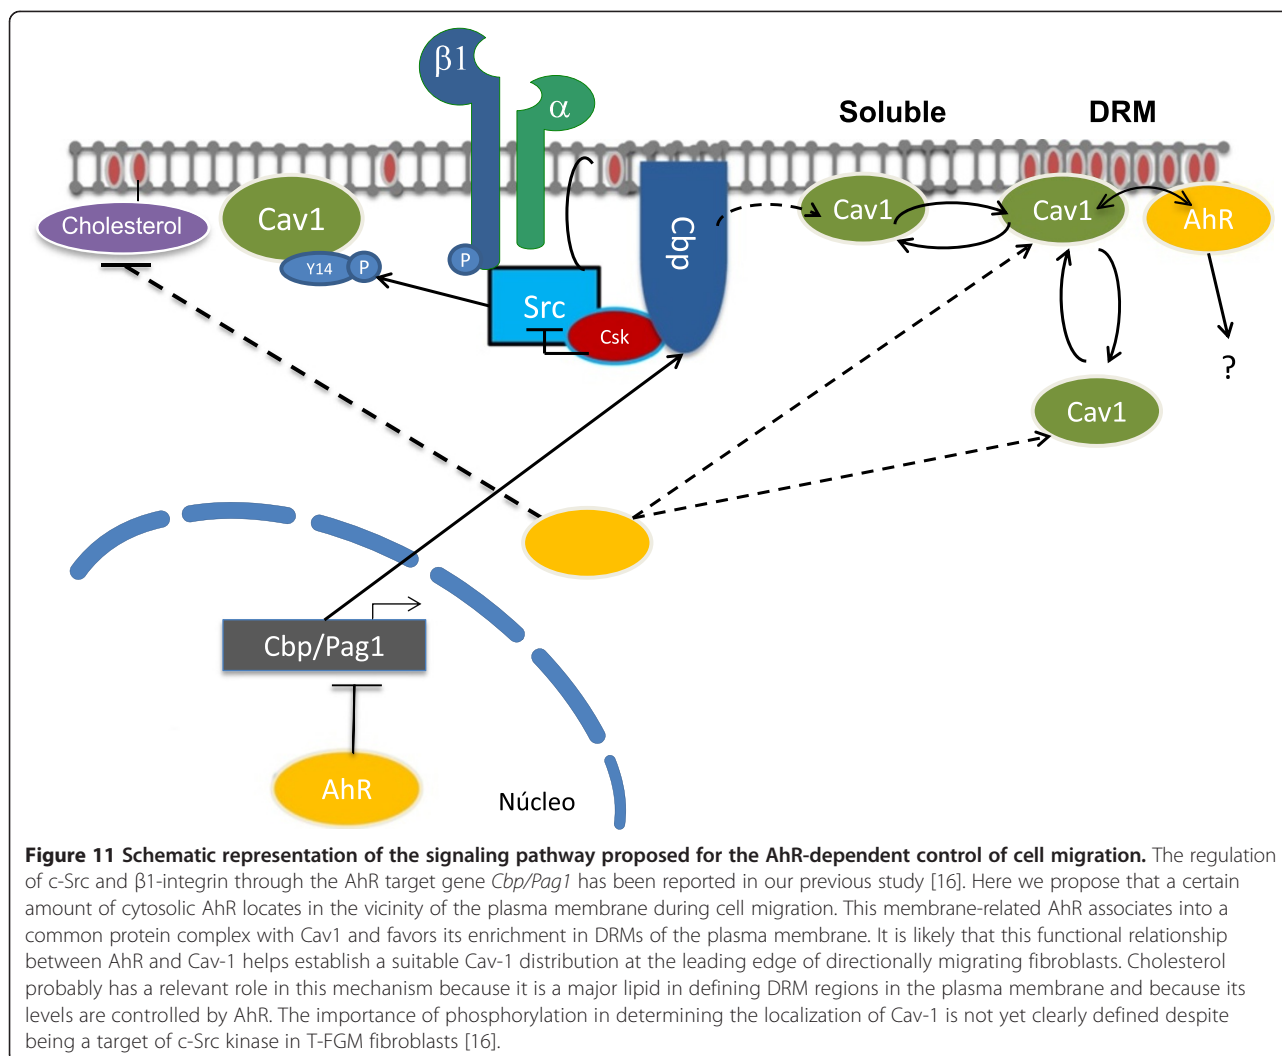 β1
α
Soluble
DRM
Cholesterol
Cav1
Y14
P
P
Src
Csk
Cbp
Cav1
Cav1
AhR
?
Cav1
Cbp/Pag1
AhR
Núcleo
Figure 11 Schematic representation of the signaling pathway proposed for the AhR-dependent control of cell migration. The regulation
of c-Src and β1-integrin through the AhR target gene Cbp/Pag1 has been reported in our previous study [16]. Here we propose that a certain
amount of cytosolic AhR locates in the vicinity of the plasma membrane during cell migration. This membrane-related AhR associates into a
common protein complex with Cav1 and favors its enrichment in DRMs of the plasma membrane. It is likely that this functional relationship
between AhR and Cav-1 helps establish a suitable Cav-1 distribution at the leading edge of directionally migrating fibroblasts. Cholesterol
probably has a relevant role in this mechanism because it is a major lipid in defining DRM regions in the plasma membrane and because its
levels are controlled by AhR. The importance of phosphorylation in determining the localization of Cav-1 is not yet clearly defined despite
being a target of c-Src kinase in T-FGM fibroblasts [16].